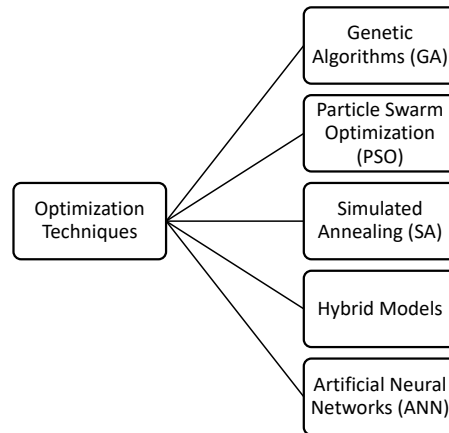 Genetic
Algorithms (GA)
Particle Swarm
Optimization
(PSO)
Optimization
Techniques
Simulated
Annealing (SA)
Hybrid Models
Artificial Neural
Networks (ANN)